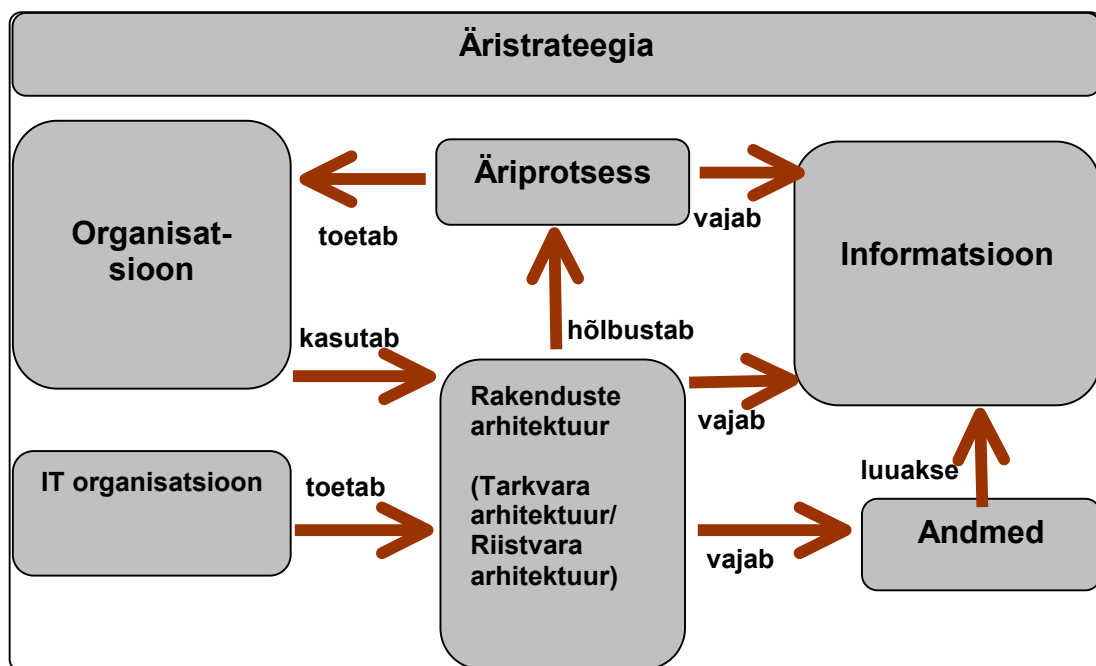 Äristrateegia
Äriprotsess
Organisat-
sioon
toetab
vajab
Informatsioon
kasutab
hõlbustab
Rakenduste
arhitektuur
(Tarkvara
arhitektuur/
Riistvara
arhitektuur)
vajab
IT organisatsioon
toetab
luuakse
Andmed
vajab